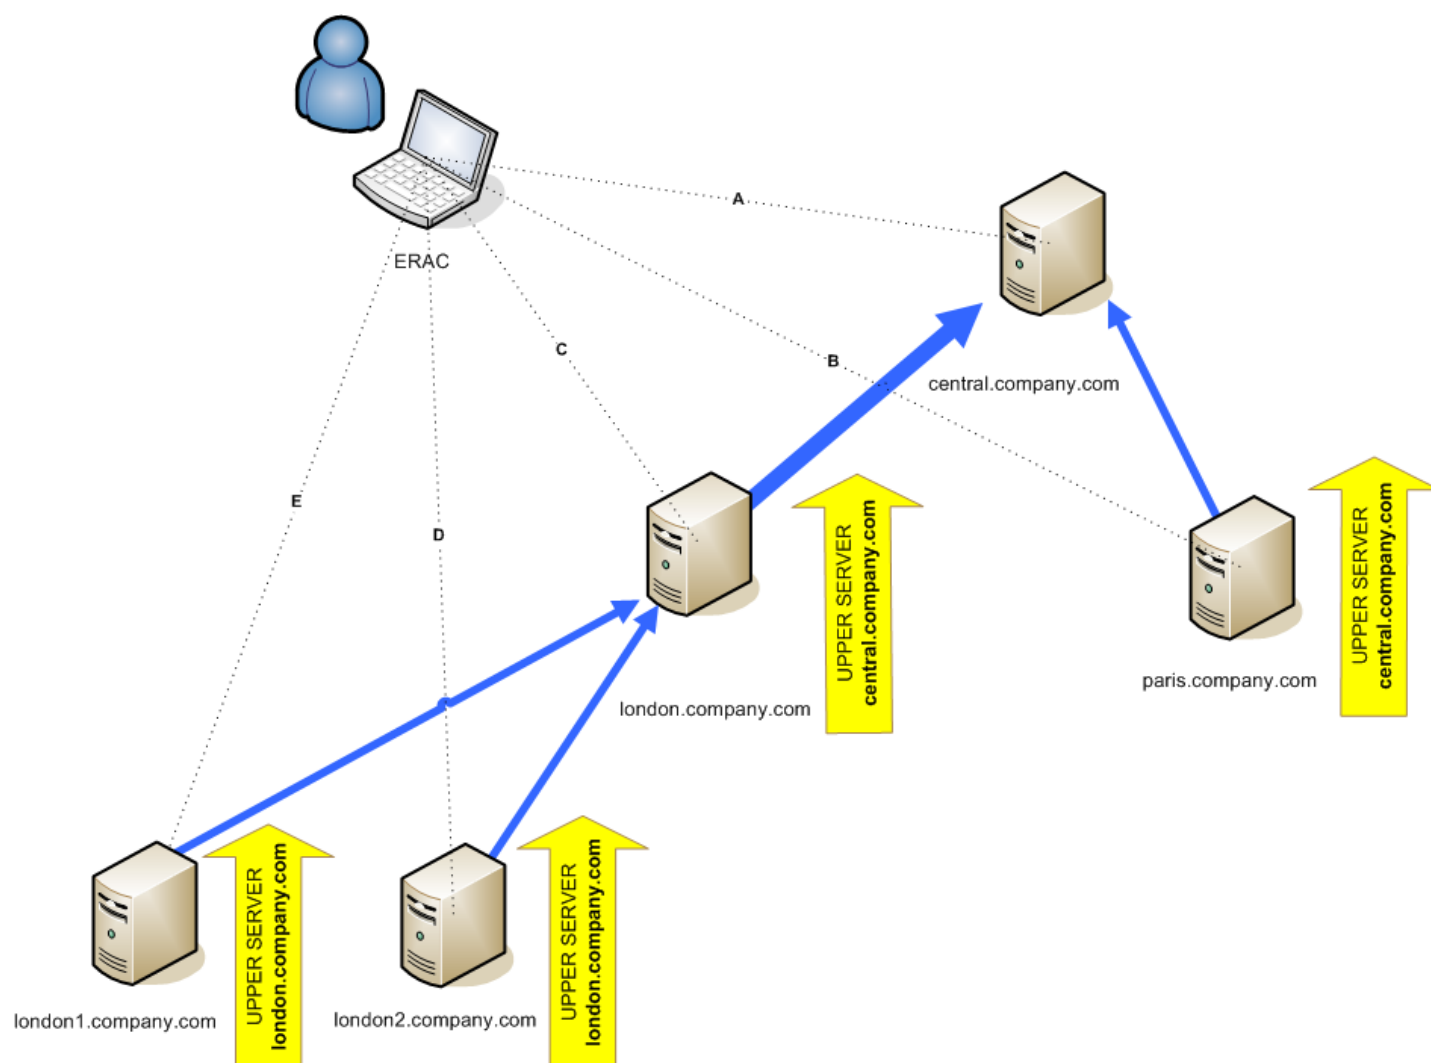 A
ERAC
C
B
central.company.com
E
D
UPPER SERVER
central.company.com
UPPER SERVER
central.company.com
paris.company.com
london.company.com
UPPER SERVER
london.company.com
UPPER SERVER
london.company.com
london1.company.com
london2.company.com